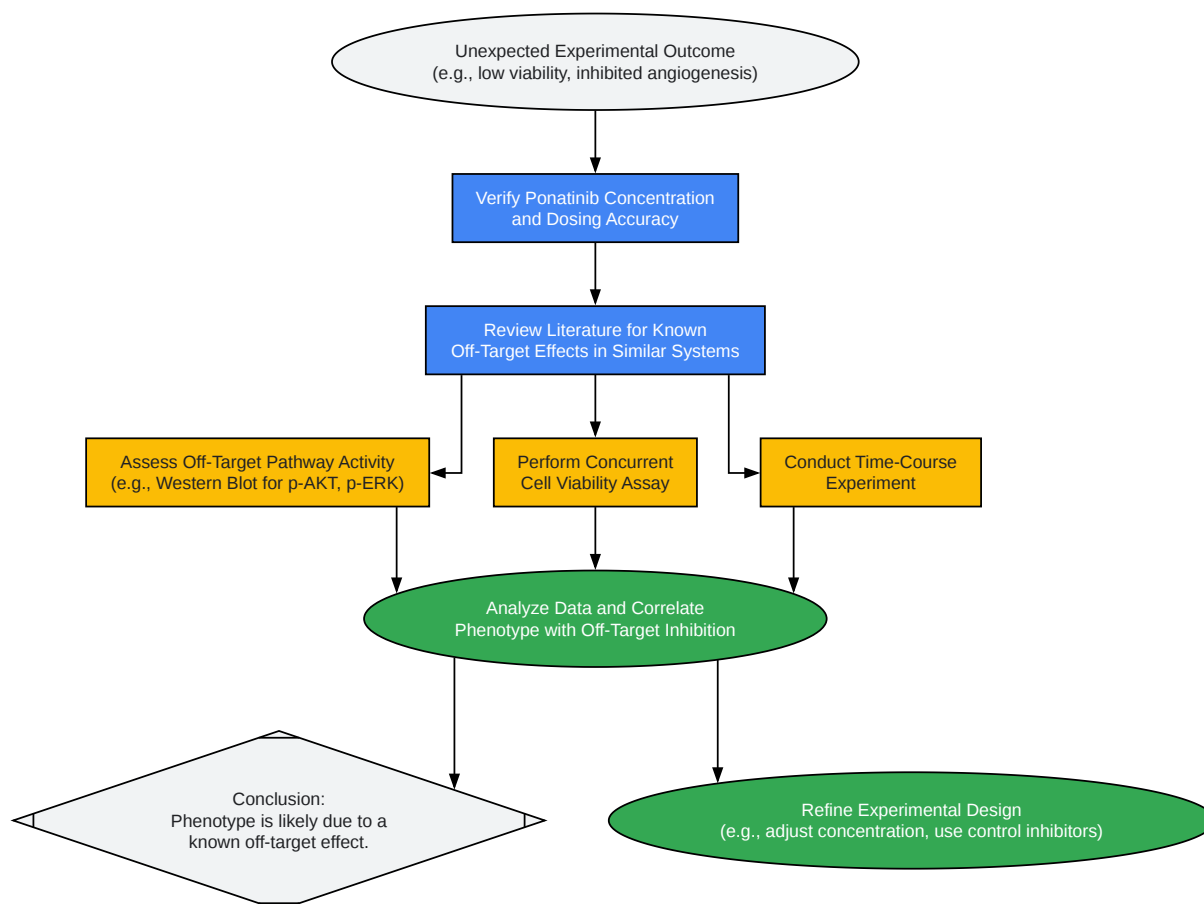 Unexpected Experimental Outcome
(e.g., low viability, inhibited angiogenesis)
Verify Ponatinib Concentration
and Dosing Accuracy
Review Literature for Known
Off-Target Effects in Similar Systems
Assess Off-Target Pathway Activity
(e.g., Western Blot for p-AKT, p-ERK)
Perform Concurrent
Cell Viability Assay
Conduct Time-Course
Experiment
Analyze Data and Correlate
Phenotype with Off-Target Inhibition
Conclusion:
Phenotype is likely due to a
known off-target effect.
Refine Experimental Design
(e.g., adjust concentration, use control inhibitors)